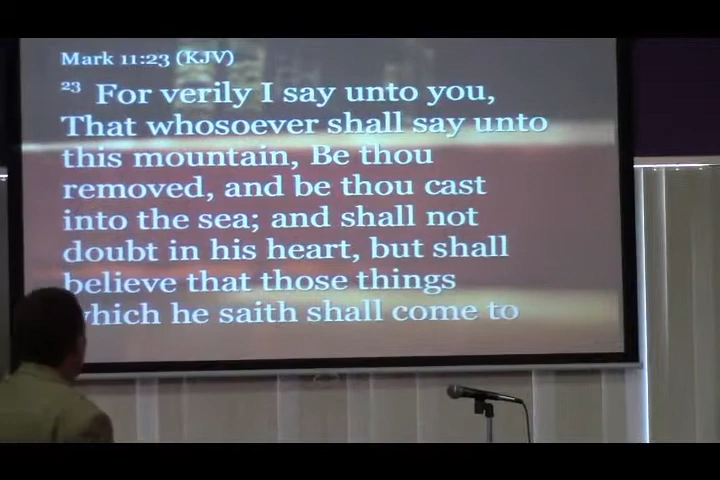 Mark 11:23 (KJV)
23 For verily I say unto you,
That whosoever shall say unto
this mountain, Be thou
removed, and be thou cast
into the sea; and shall not
doubt in his heart, but shall
believe that those things
which he saith shall come to